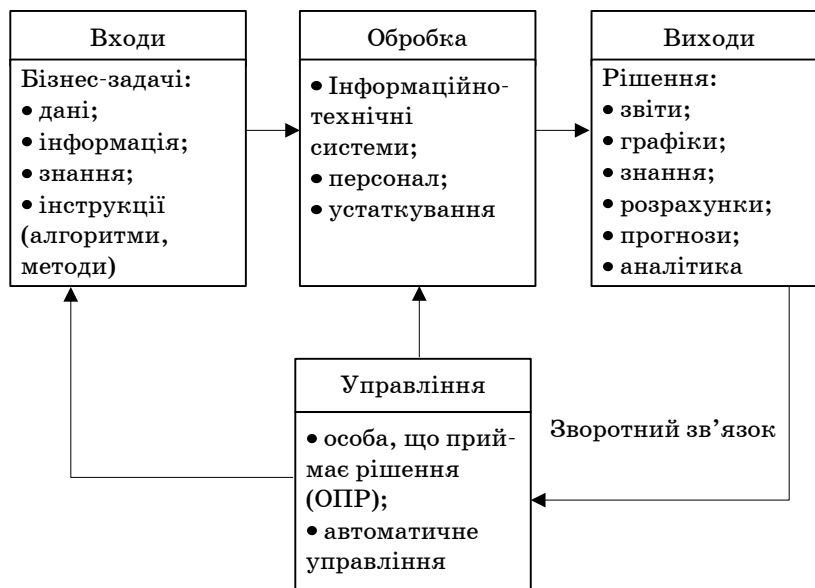 Входи
Бізнес-задачі:
• дані;
• інформація;
• знання;
• інструкції
(алгоритми,
методи)
Обробка
• Інформаційно-
технічні
системи;
• персонал;
• устаткування
Виходи
Рішення:
• звіти;
• графіки;
• знання;
• розрахунки;
• прогнози;
• аналітика
Управління
• особа, що прий-
має рішення
(ОПР);
• автоматичне
управління
Зворотний зв’язок